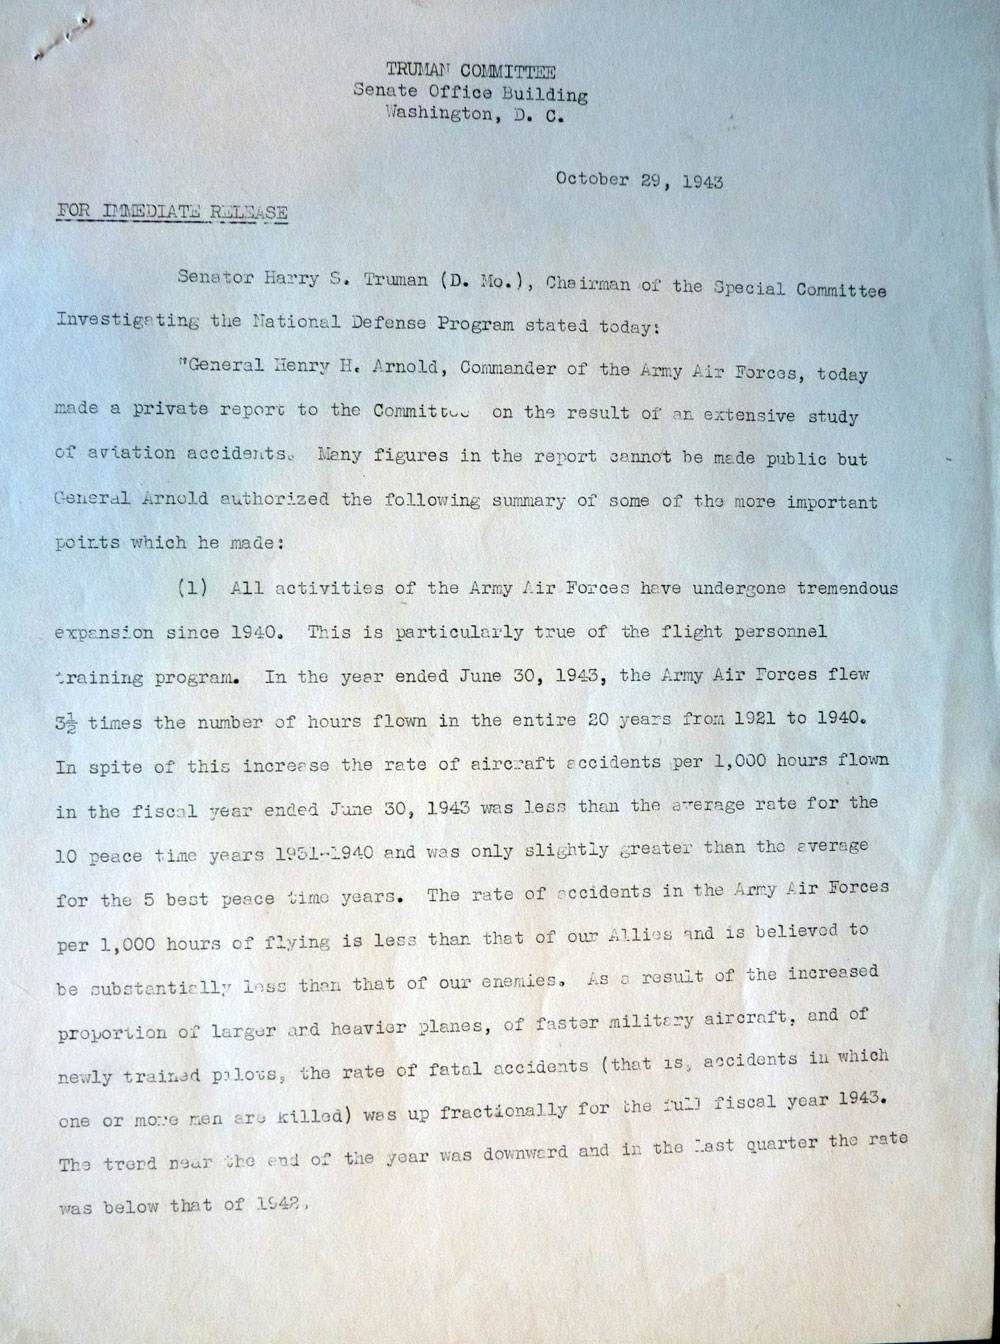 TRUMAN COMMITTEE
Senate Office Building
Washington, D. C.
October 29, 1943
FOR IMMEDIATE RELEASE
Senator Harry S. Truman (D. Mo.), Chairman of the Special Committee
Investigating the National Defense Program stated today:
"General Henry H. Arnold, Commander of the Army Air Forces, today
made a private report to the Committee on the result of an extensive study
of aviation accidents. Many figures in the report cannot be made public but
General Arnold authorized the following summary of some of the more important
points which he made:
(1) All activities of the Army Air Forces have undergone tremendous
expansion since 1940. This is particularly true of the flight personnel
training program. In the year ended June 30, 1943, the Army Air Forces flew
3½ times the number of hours flown in the entire 20 years from 1921 to 1940.
In spite of this increase the rate of aircraft accidents per 1,000 hours flown
in the fiscal year ended June 30, 1943 was less than the average rate for the
10 peace time years 1931--1940 and was only slightly greater than the average
for the 5 best peace time years. The rate of accidents in the Army Air Forces
per 1,000 hours of flying is less than that of our Allies and is believed to
be substantially less than that of our enemies. As a result of the increased
proportion of larger and heavier planes, of faster military aircraft, and of
newly trained pilots, the rate of fatal accidents (that is, accidents in which
one or more men are killed) was up fractionally for the full fiscal year 1943.
The trend near the end of the year was downward and in the last quarter the rate
was below that of 1942.